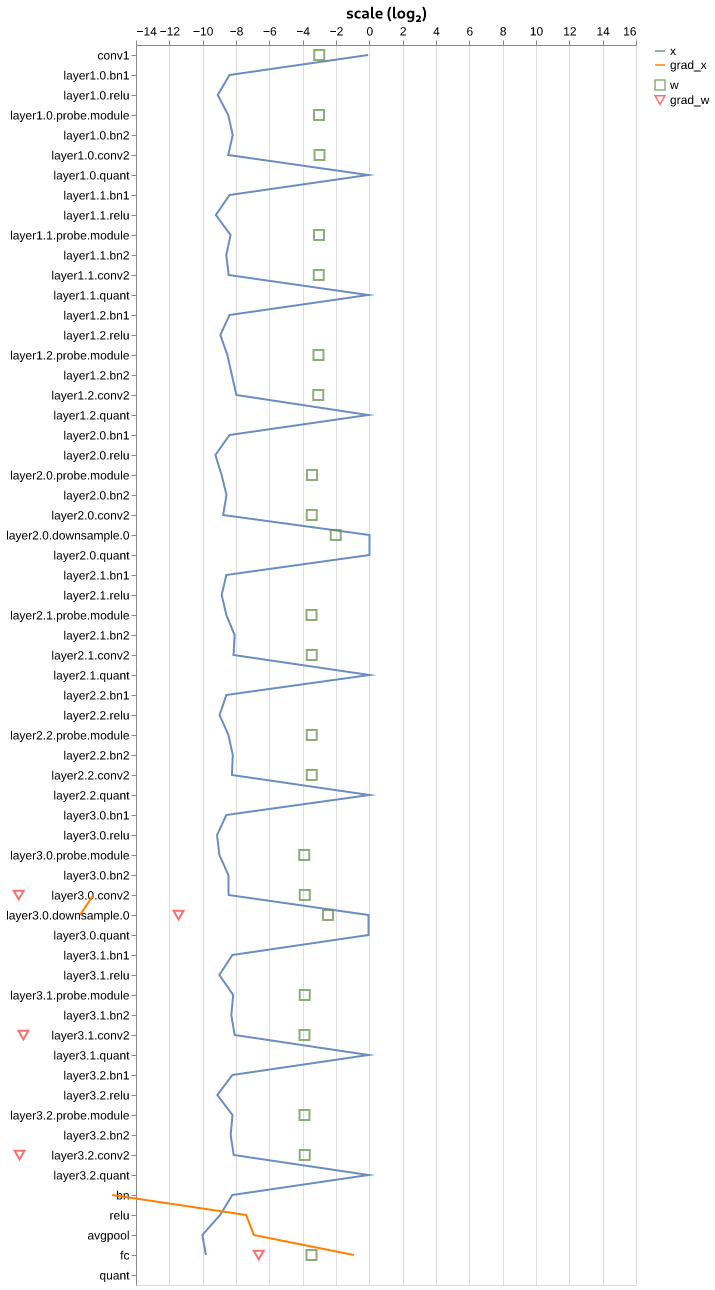 scale (log₂)
−14 −12 −10 −8 −6 −4 −2 0 2 4 6 8 10 12 14 16
x
grad_x
w
grad_w
conv1
layer1.0.bn1
layer1.0.relu
layer1.0.probe.module
layer1.0.bn2
layer1.0.conv2
layer1.0.quant
layer1.1.bn1
layer1.1.relu
layer1.1.probe.module
layer1.1.bn2
layer1.1.conv2
layer1.1.quant
layer1.2.bn1
layer1.2.relu
layer1.2.probe.module
layer1.2.bn2
layer1.2.conv2
layer1.2.quant
layer2.0.bn1
layer2.0.relu
layer2.0.probe.module
layer2.0.bn2
layer2.0.conv2
layer2.0.downsample.0
layer2.0.quant
layer2.1.bn1
layer2.1.relu
layer2.1.probe.module
layer2.1.bn2
layer2.1.conv2
layer2.1.quant
layer2.2.bn1
layer2.2.relu
layer2.2.probe.module
layer2.2.bn2
layer2.2.conv2
layer2.2.quant
layer3.0.bn1
layer3.0.relu
layer3.0.probe.module
layer3.0.bn2
layer3.0.conv2
layer3.0.downsample.0
layer3.0.quant
layer3.1.bn1
layer3.1.relu
layer3.1.probe.module
layer3.1.bn2
layer3.1.conv2
layer3.1.quant
layer3.2.bn1
layer3.2.relu
layer3.2.probe.module
layer3.2.bn2
layer3.2.conv2
layer3.2.quant
bn
relu
avgpool
fc
quant